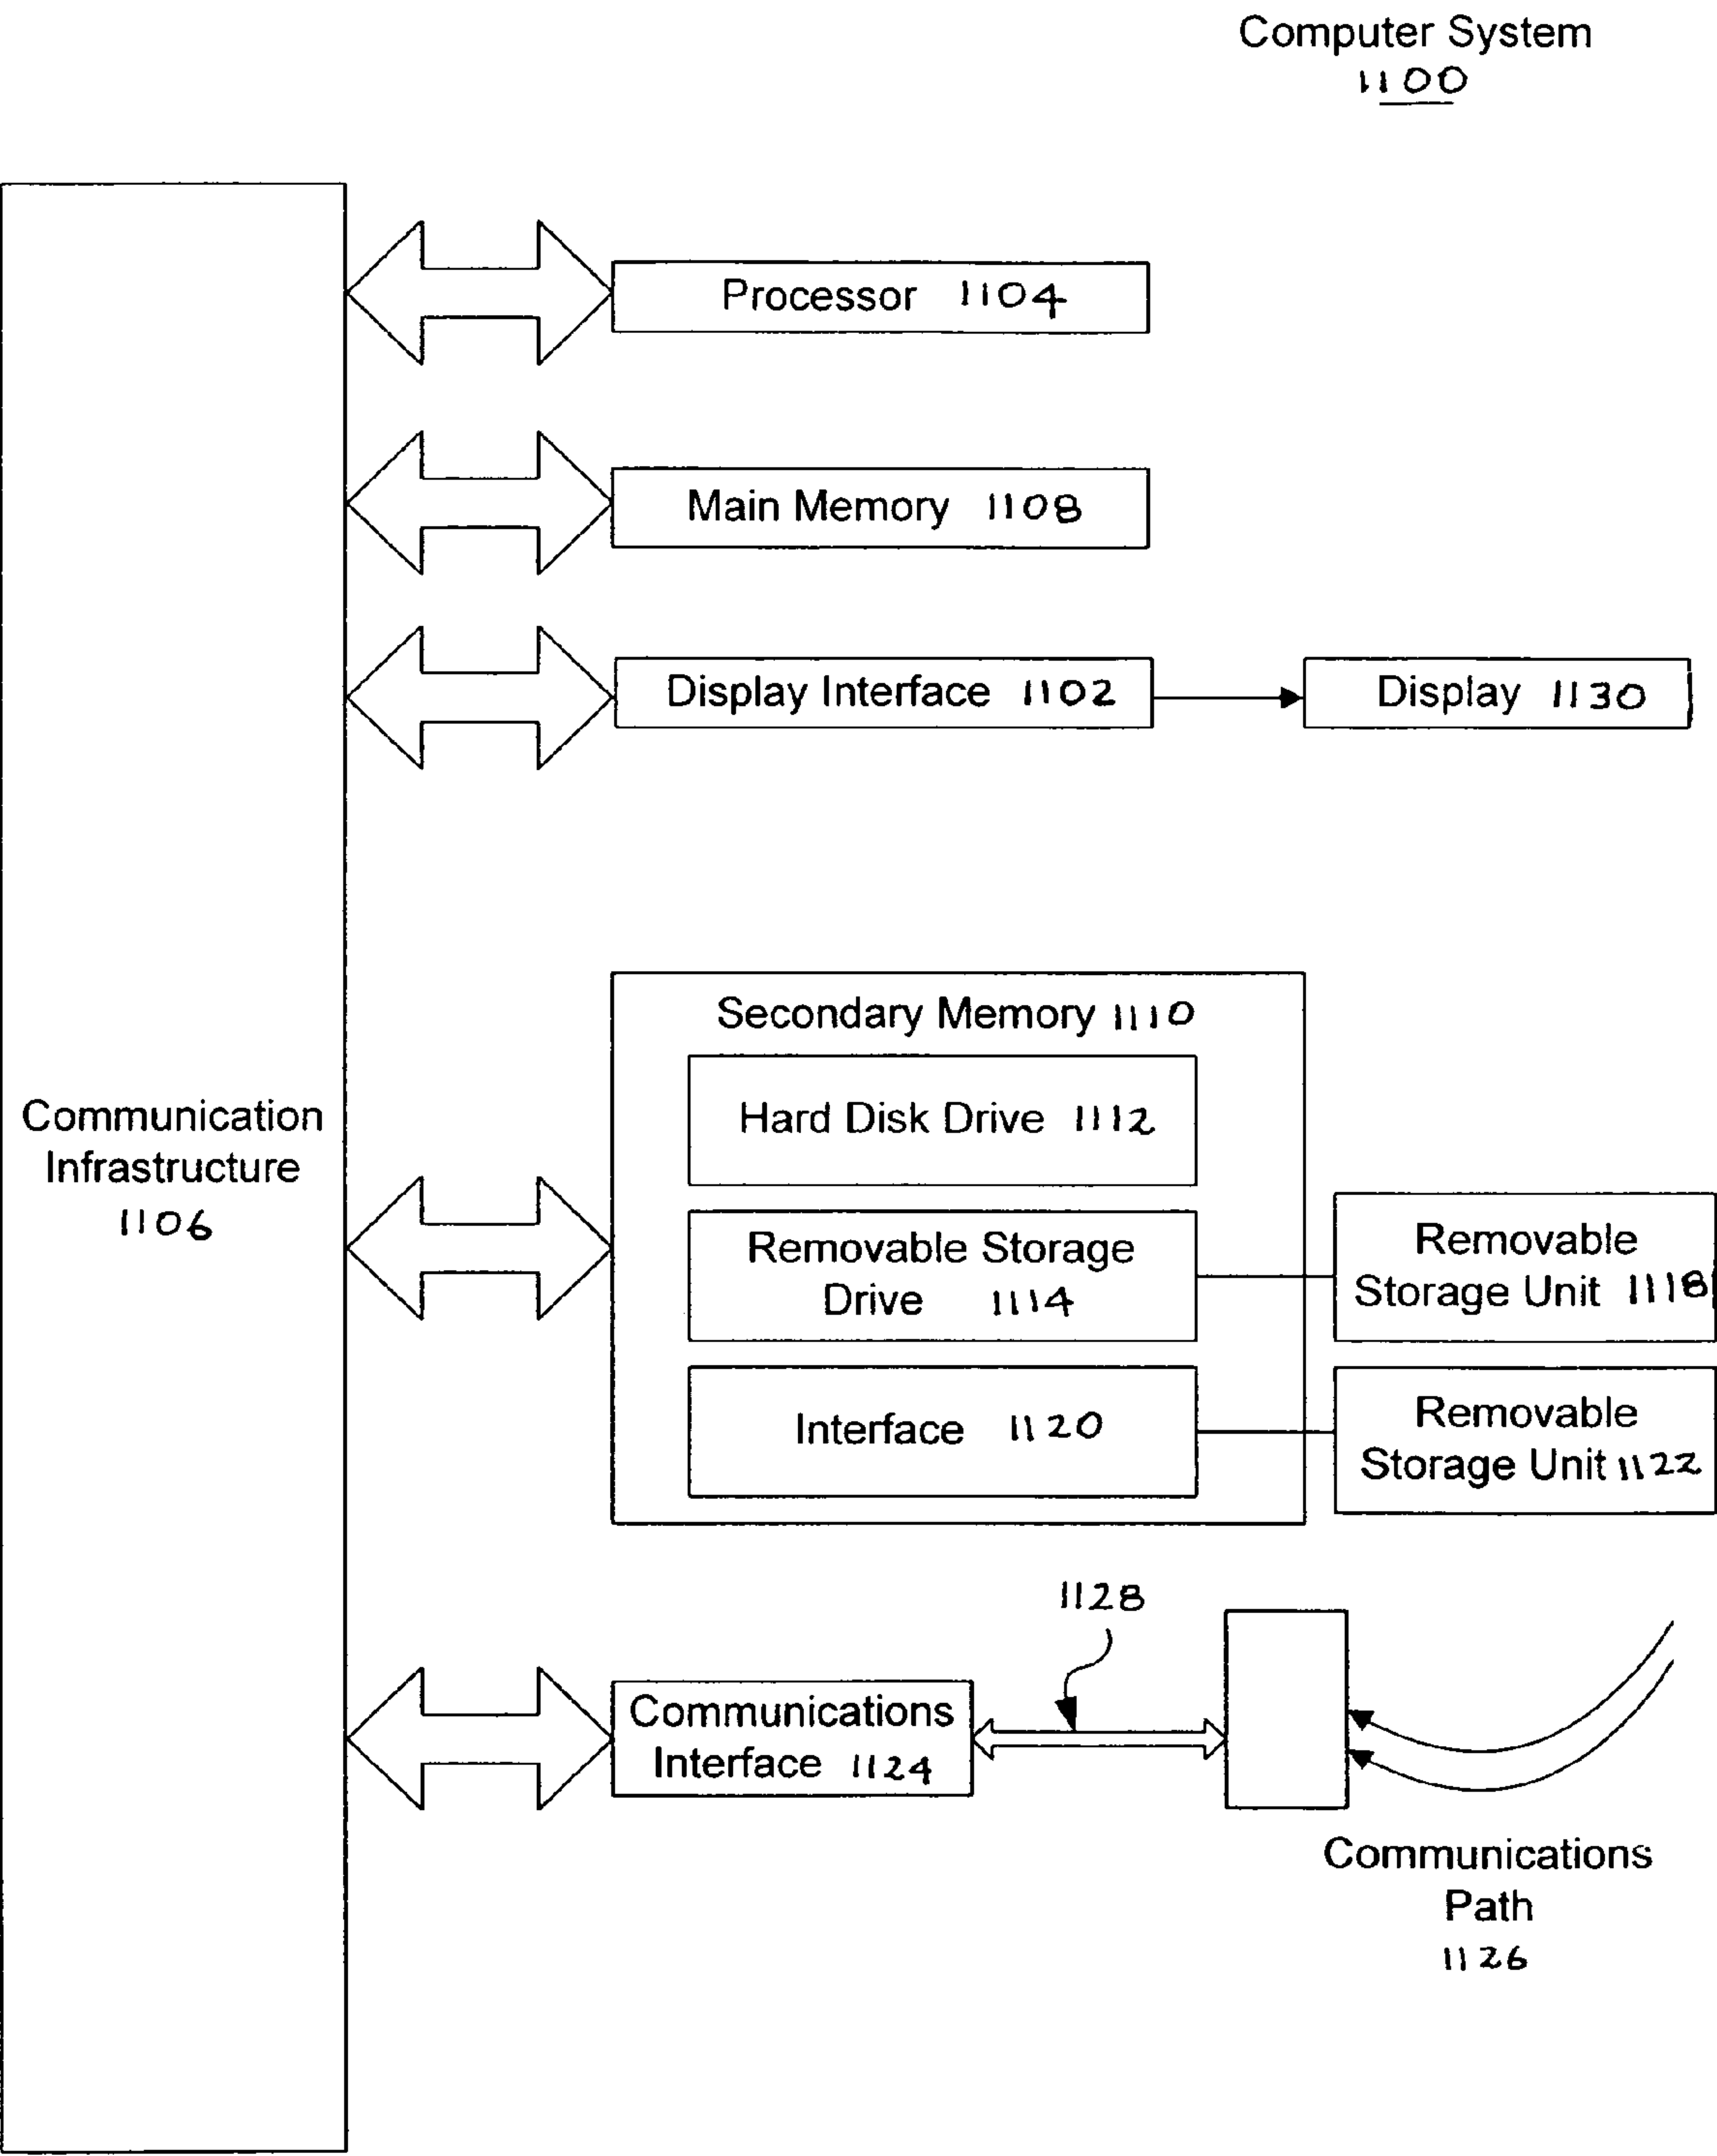 Computer System
1100
Processor 1104
Main Memory 1108
Display Interface 1102
Display 1130
Secondary Memory 1110
Hard Disk Drive 1112
Communication
Infrastructure
1106
Removable Storage
Drive 1114
Removable
Storage Unit 1118
Interface 1120
Removable
Storage Unit 1122
1128
Communications
Interface 1124
Communications
Path
1126